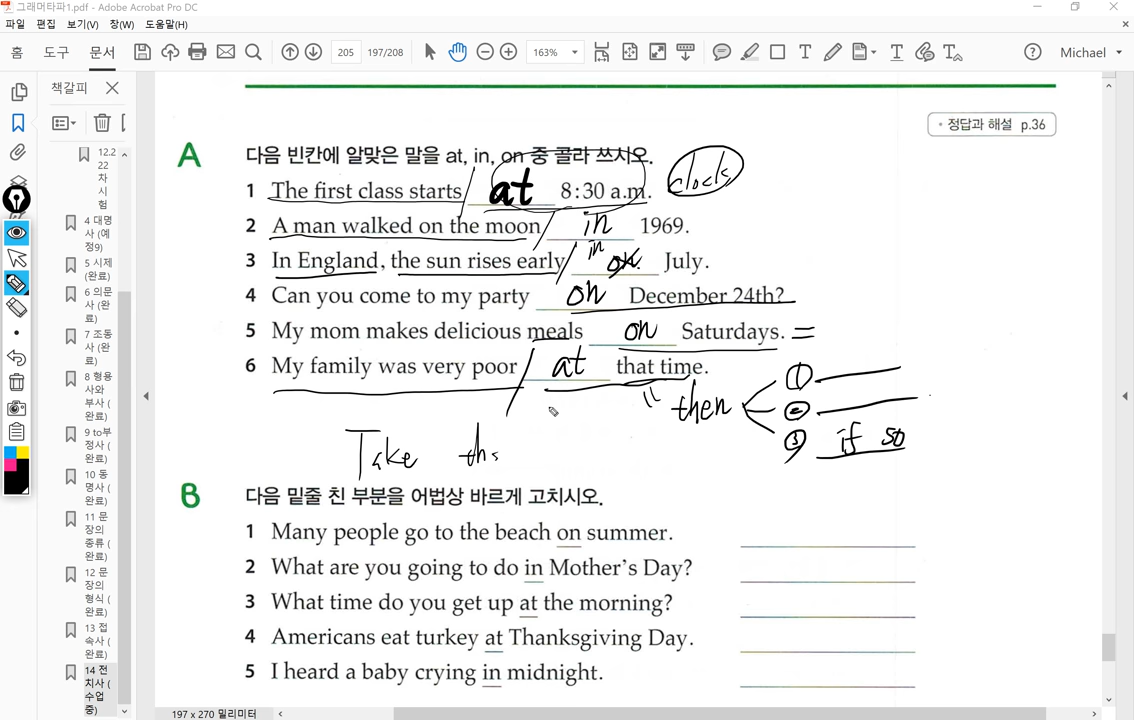 그래머타파1.pdf - Adobe Acrobat Pro DC
파일 편집 보기(V) 창(W) 도움말(H)
홈 도구 문서 205 197/208 163% Michael
책갈피
12.2
22
차
시
험
4 대명
사 (예
정9)
5 시제
(완료)
6 의문
사 (완
료)
7 조동
사 (완
료)
8 형용
사와
부사 (
완료)
9 to부
정사 (
완료)
10 동
명사 (
완료)
11 문
장의
종류 (
완료)
12 문
장의
형식 (
완료)
13 접
속사 (
완료)
14 전
치사 (
수업
중)
• 정답과 해설 p.36
A 다음 빈칸에 알맞은 말을 at, in, on 중 골라 쓰시오.
clock
1 The first class starts / at 8:30 a.m.
2 A man walked on the moon / in 1969.
3 In England, the sun rises early / in on July.
4 Can you come to my party on December 24th?
5 My mom makes delicious meals on Saturdays. =
6 My family was very poor / at that time.
then ①
②
③ if so
Take ths
B 다음 밑줄 친 부분을 어법상 바르게 고치시오.
1 Many people go to the beach on summer.
2 What are you going to do in Mother's Day?
3 What time do you get up at the morning?
4 Americans eat turkey at Thanksgiving Day.
5 I heard a baby crying in midnight.
197 x 270 밀리미터